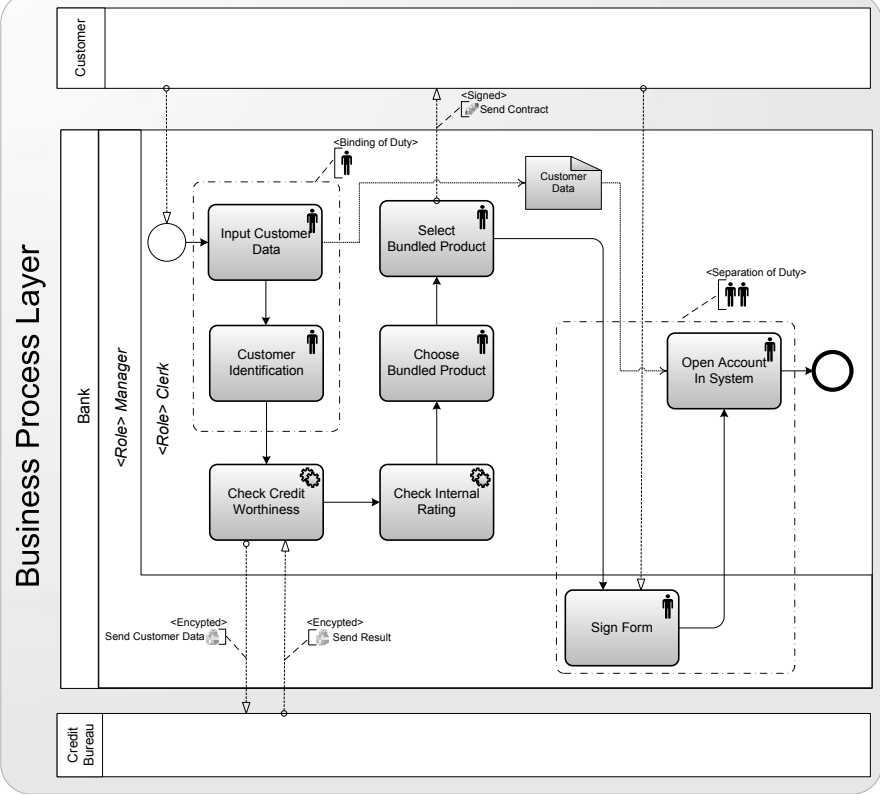 Business Process Layer
Customer
<Signed>
Send Contract
Bank
<Role> Manager
<Role> Clerk
<Binding of Duty>
Input Customer
Data
Customer
Identification
Check Credit
Worthiness
Select
Bundled Product
Choose
Bundled Product
Check Internal
Rating
Customer
Data
<Separation of Duty>
Open Account
In System
Sign Form
<Encypted>
Send Customer Data
<Encypted>
Send Result
Credit
Bureau